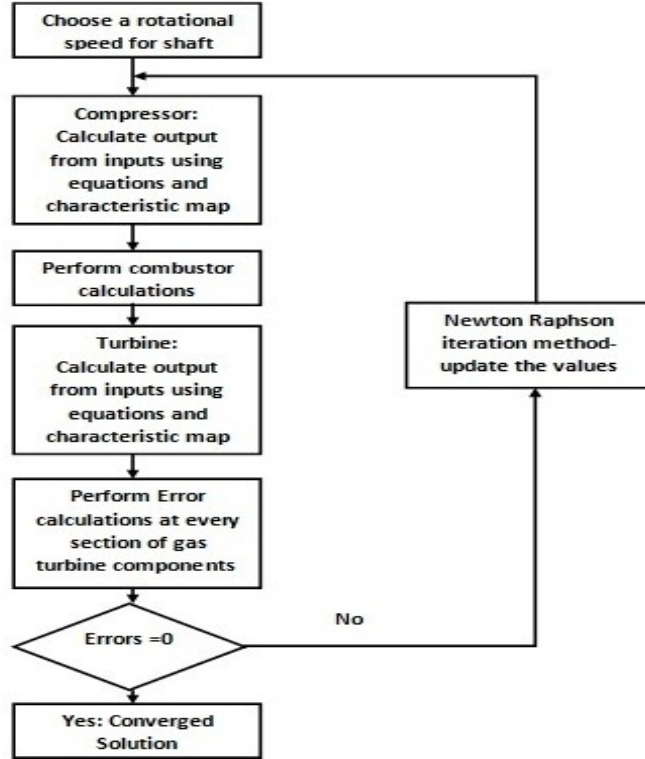 Choose a rotational
speed for shaft
Compressor:
Calculate output
from inputs using
equations and
characteristic map
Perform combustor
calculations
Turbine:
Calculate output
from inputs using
equations and
characteristic map
Perform Error
calculations at every
section of gas
turbine components
Errors =0
No
Newton Raphson
iteration method-
update the values
Yes: Converged
Solution